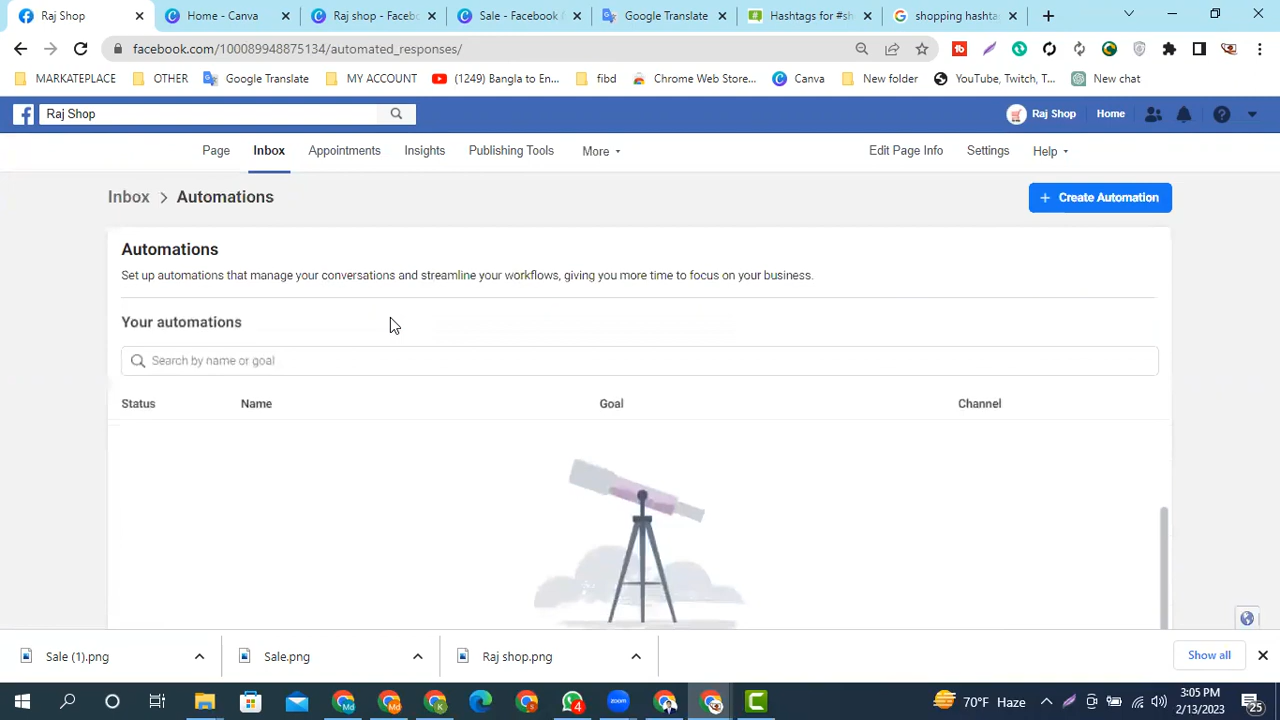 Raj Shop
Home - Canva
Raj shop - Faceb
Sale - Facebook (
Google Translate
Hashtags for #sh
shopping hashta
facebook.com/100089948875134/automated_responses/
MARKATEPLACE
OTHER
Google Translate
MY ACCOUNT
(1249) Bangla to En...
fibd
Chrome Web Store...
Canva
New folder
YouTube, Twitch, T...
New chat
Raj Shop
Raj Shop
Home
Page
Inbox
Appointments
Insights
Publishing Tools
More
Edit Page Info
Settings
Help
Inbox > Automations
+ Create Automation
Automations
Set up automations that manage your conversations and streamline your workflows, giving you more time to focus on your business.
Your automations
Search by name or goal
Status
Name
Goal
Channel
Sale (1).png
Sale.png
Raj shop.png
Show all
70°F Haze
3:05 PM
2/13/2023
25